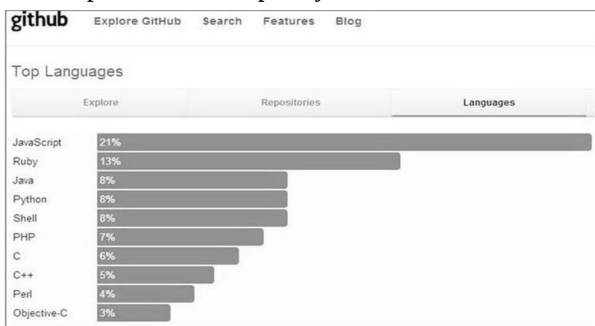 github Explore GitHub Search Features Blog
Top Languages
Explore Repositories Languages
JavaScript 21%
Ruby 13%
Java 8%
Python 8%
Shell 8%
PHP 7%
C 6%
C++ 5%
Perl 4%
Objective-C 3%